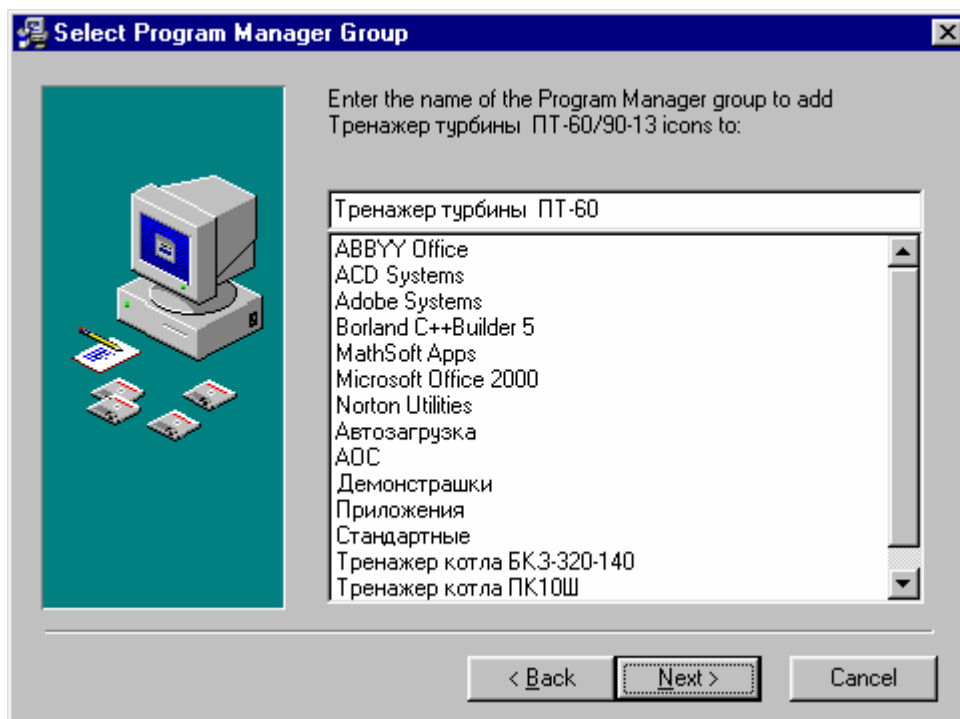 Select Program Manager Group
Enter the name of the Program Manager group to add
Тренажер турбины  ПТ-60/90-13 icons to:
Тренажер турбины  ПТ-60
ABBYY Office
ACD Systems
Adobe Systems
Borland C++Builder 5
MathSoft Apps
Microsoft Office 2000
Norton Utilities
Автозагрузка
АОС
Демонстрашки
Приложения
Стандартные
Тренажер котла БКЗ-320-140
Тренажер котла ПК10Ш
< Back
Next >
Cancel